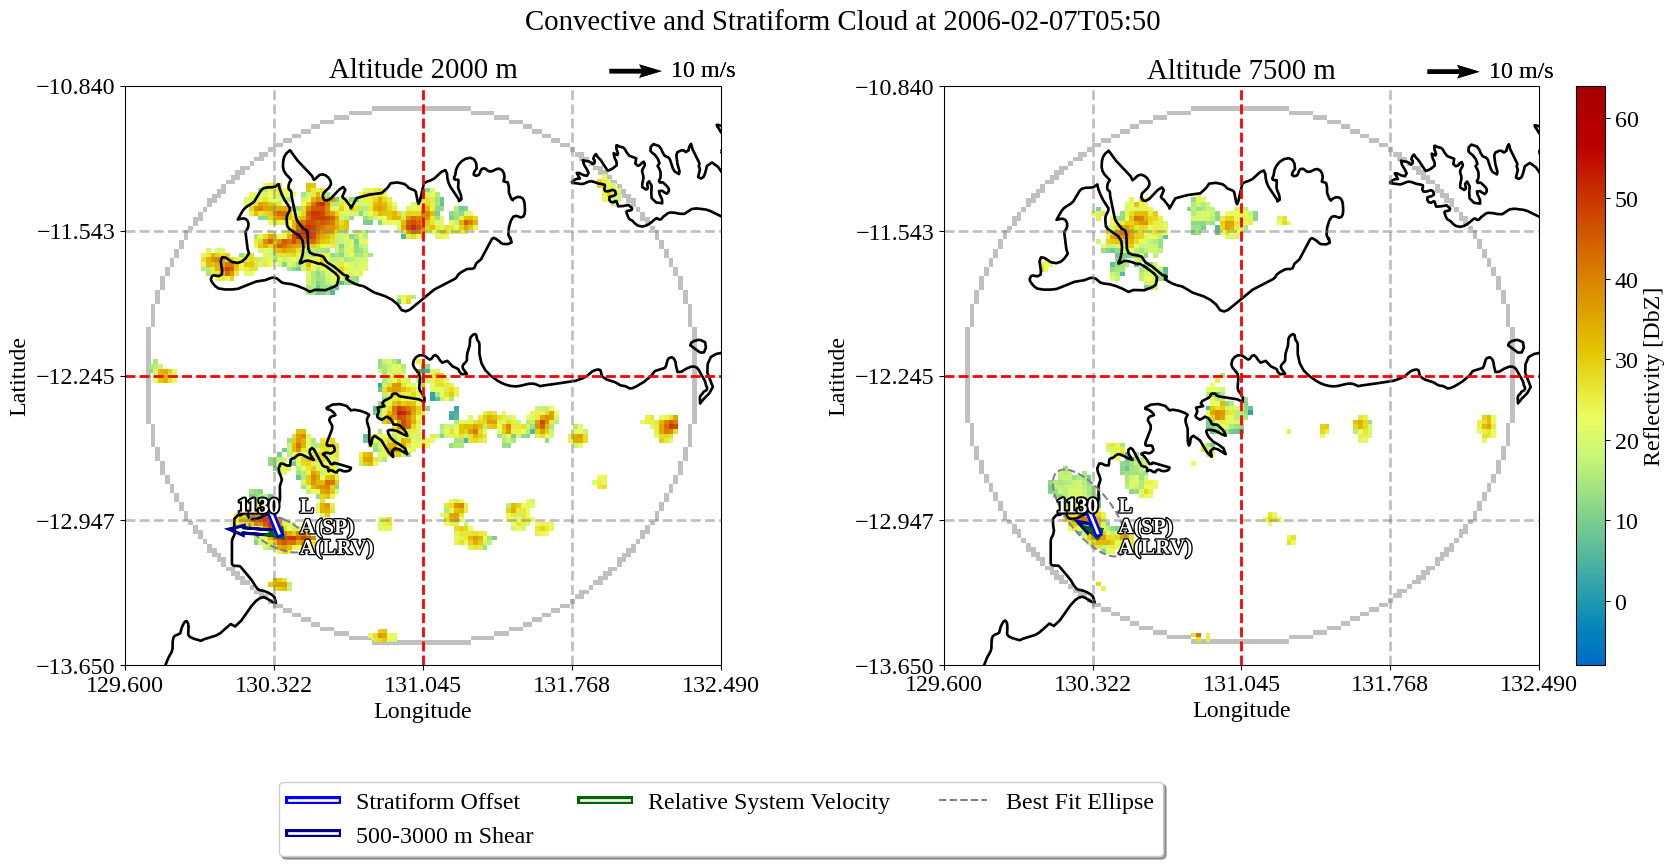 Convective and Stratiform Cloud at 2006-02-07T05:50
Altitude 2000 m
10 m/s
Altitude 7500 m
10 m/s
−10.840
−11.543
−12.245
−12.947
−13.650
129.600
130.322
131.045
131.768
132.490
Longitude
Latitude
1130
L
A(SP)
A(LRV)
−10.840
−11.543
−12.245
−12.947
−13.650
129.600
130.322
131.045
131.768
132.490
Longitude
Latitude
1130
L
A(SP)
A(LRV)
60
50
40
30
20
10
0
Reflectivity [DbZ]
Stratiform Offset
Relative System Velocity
Best Fit Ellipse
500-3000 m Shear